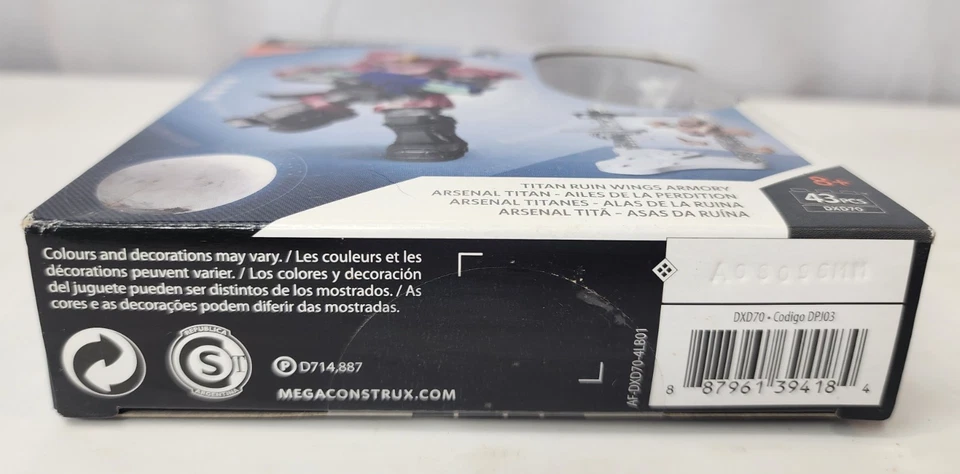 TITAN RUIN WINGS ARMORY
ARSENAL TITAN - AILES DE LA PERDITION
ARSENAL TITANES - ALAS DE LA RUINA
ARSENAL TITÃ - ASAS DA RUÍNA
8+
43 PCS
DXD70
Colours and decorations may vary. / Les couleurs et les
décorations peuvent varier. / Los colores y decoración
del juguete pueden ser distintos de los mostrados. / As
cores e as decorações podem diferir das mostradas.
REPUBLICA
S T
ARGENTINA
P D714,887
MEGACONSTRUX.COM
AF-DXD70-4LB01
DXD70 • Codigo DPJ03
8 87961 39418 4